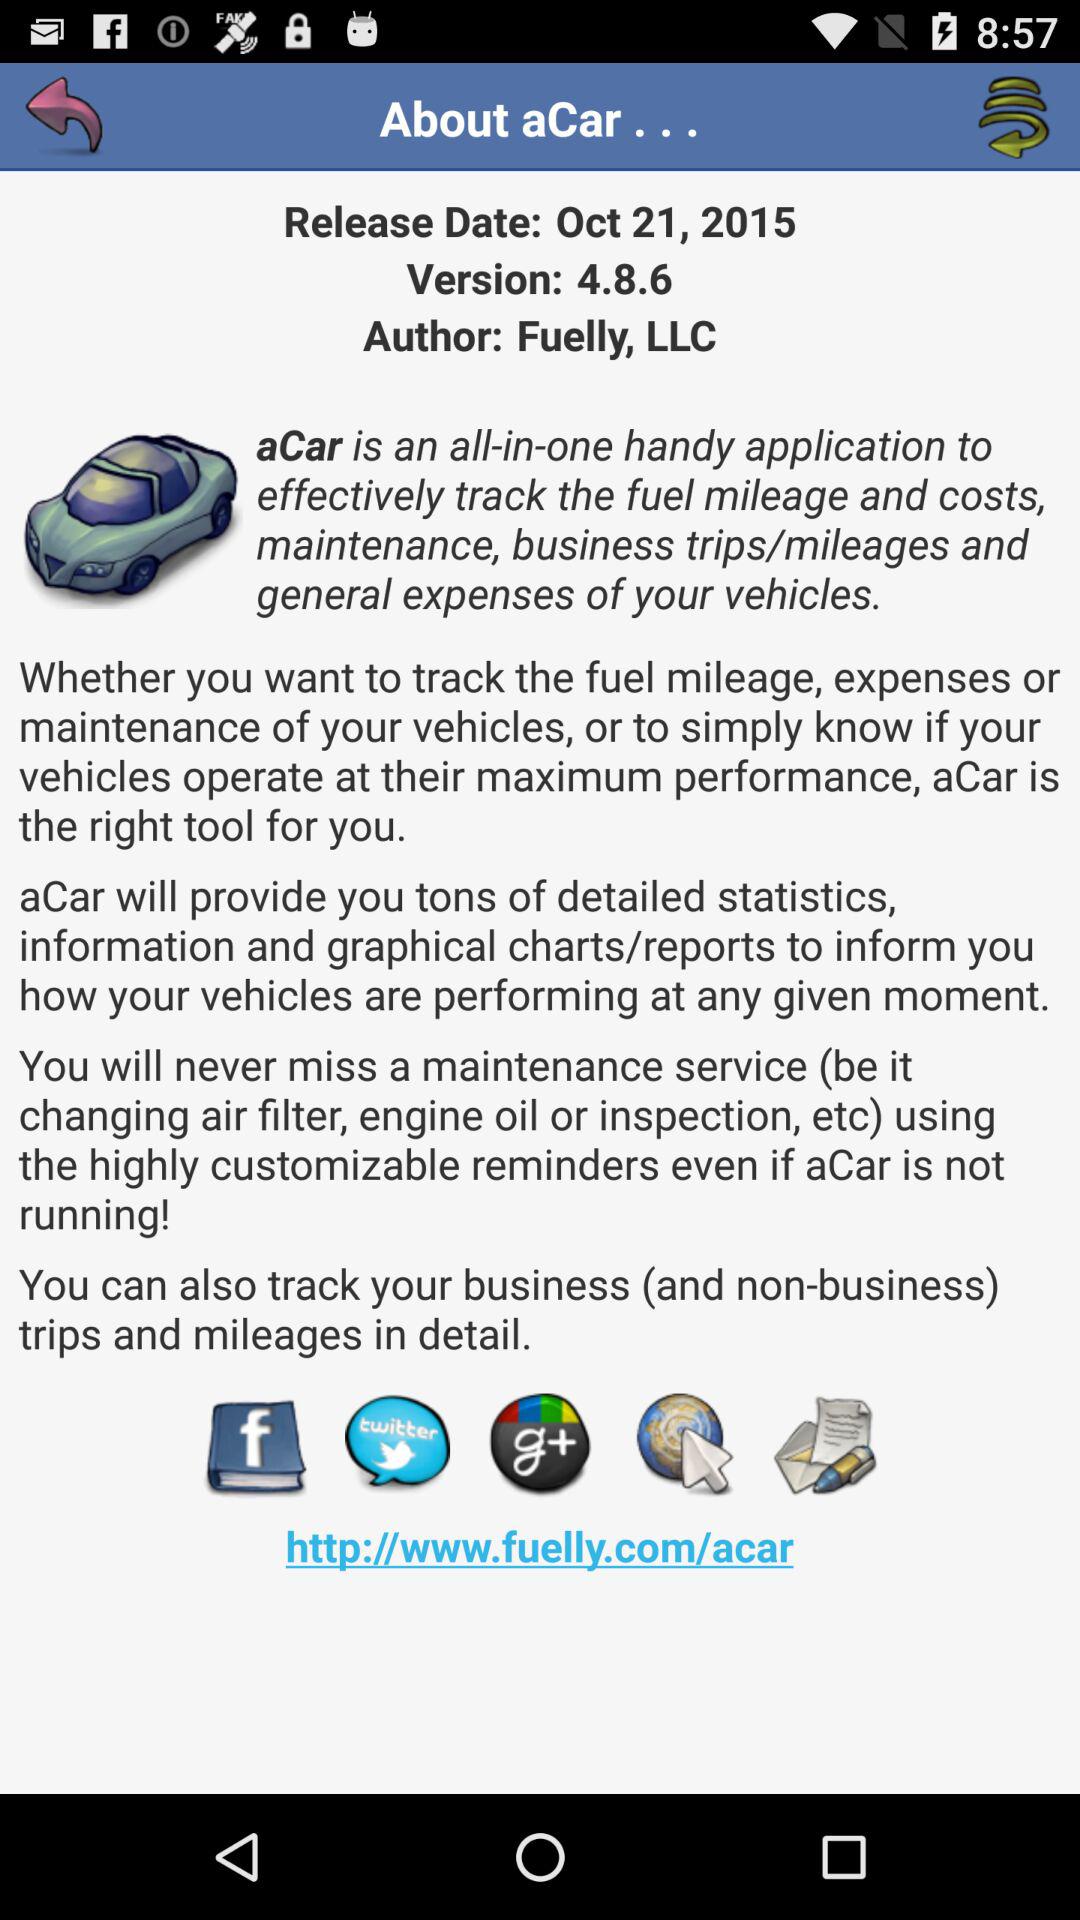 FAKE
8:57
About aCar . . .
Release Date: Oct 21, 2015
Version: 4.8.6
Author: Fuelly, LLC
aCar is an all-in-one handy application to
effectively track the fuel mileage and costs,
maintenance, business trips/mileages and
general expenses of your vehicles.
Whether you want to track the fuel mileage, expenses or
maintenance of your vehicles, or to simply know if your
vehicles operate at their maximum performance, aCar is
the right tool for you.
aCar will provide you tons of detailed statistics,
information and graphical charts/reports to inform you
how your vehicles are performing at any given moment.
You will never miss a maintenance service (be it
changing air filter, engine oil or inspection, etc) using
the highly customizable reminders even if aCar is not
running!
You can also track your business (and non-business)
trips and mileages in detail.
f twitter g+
http://www.fuelly.com/acar